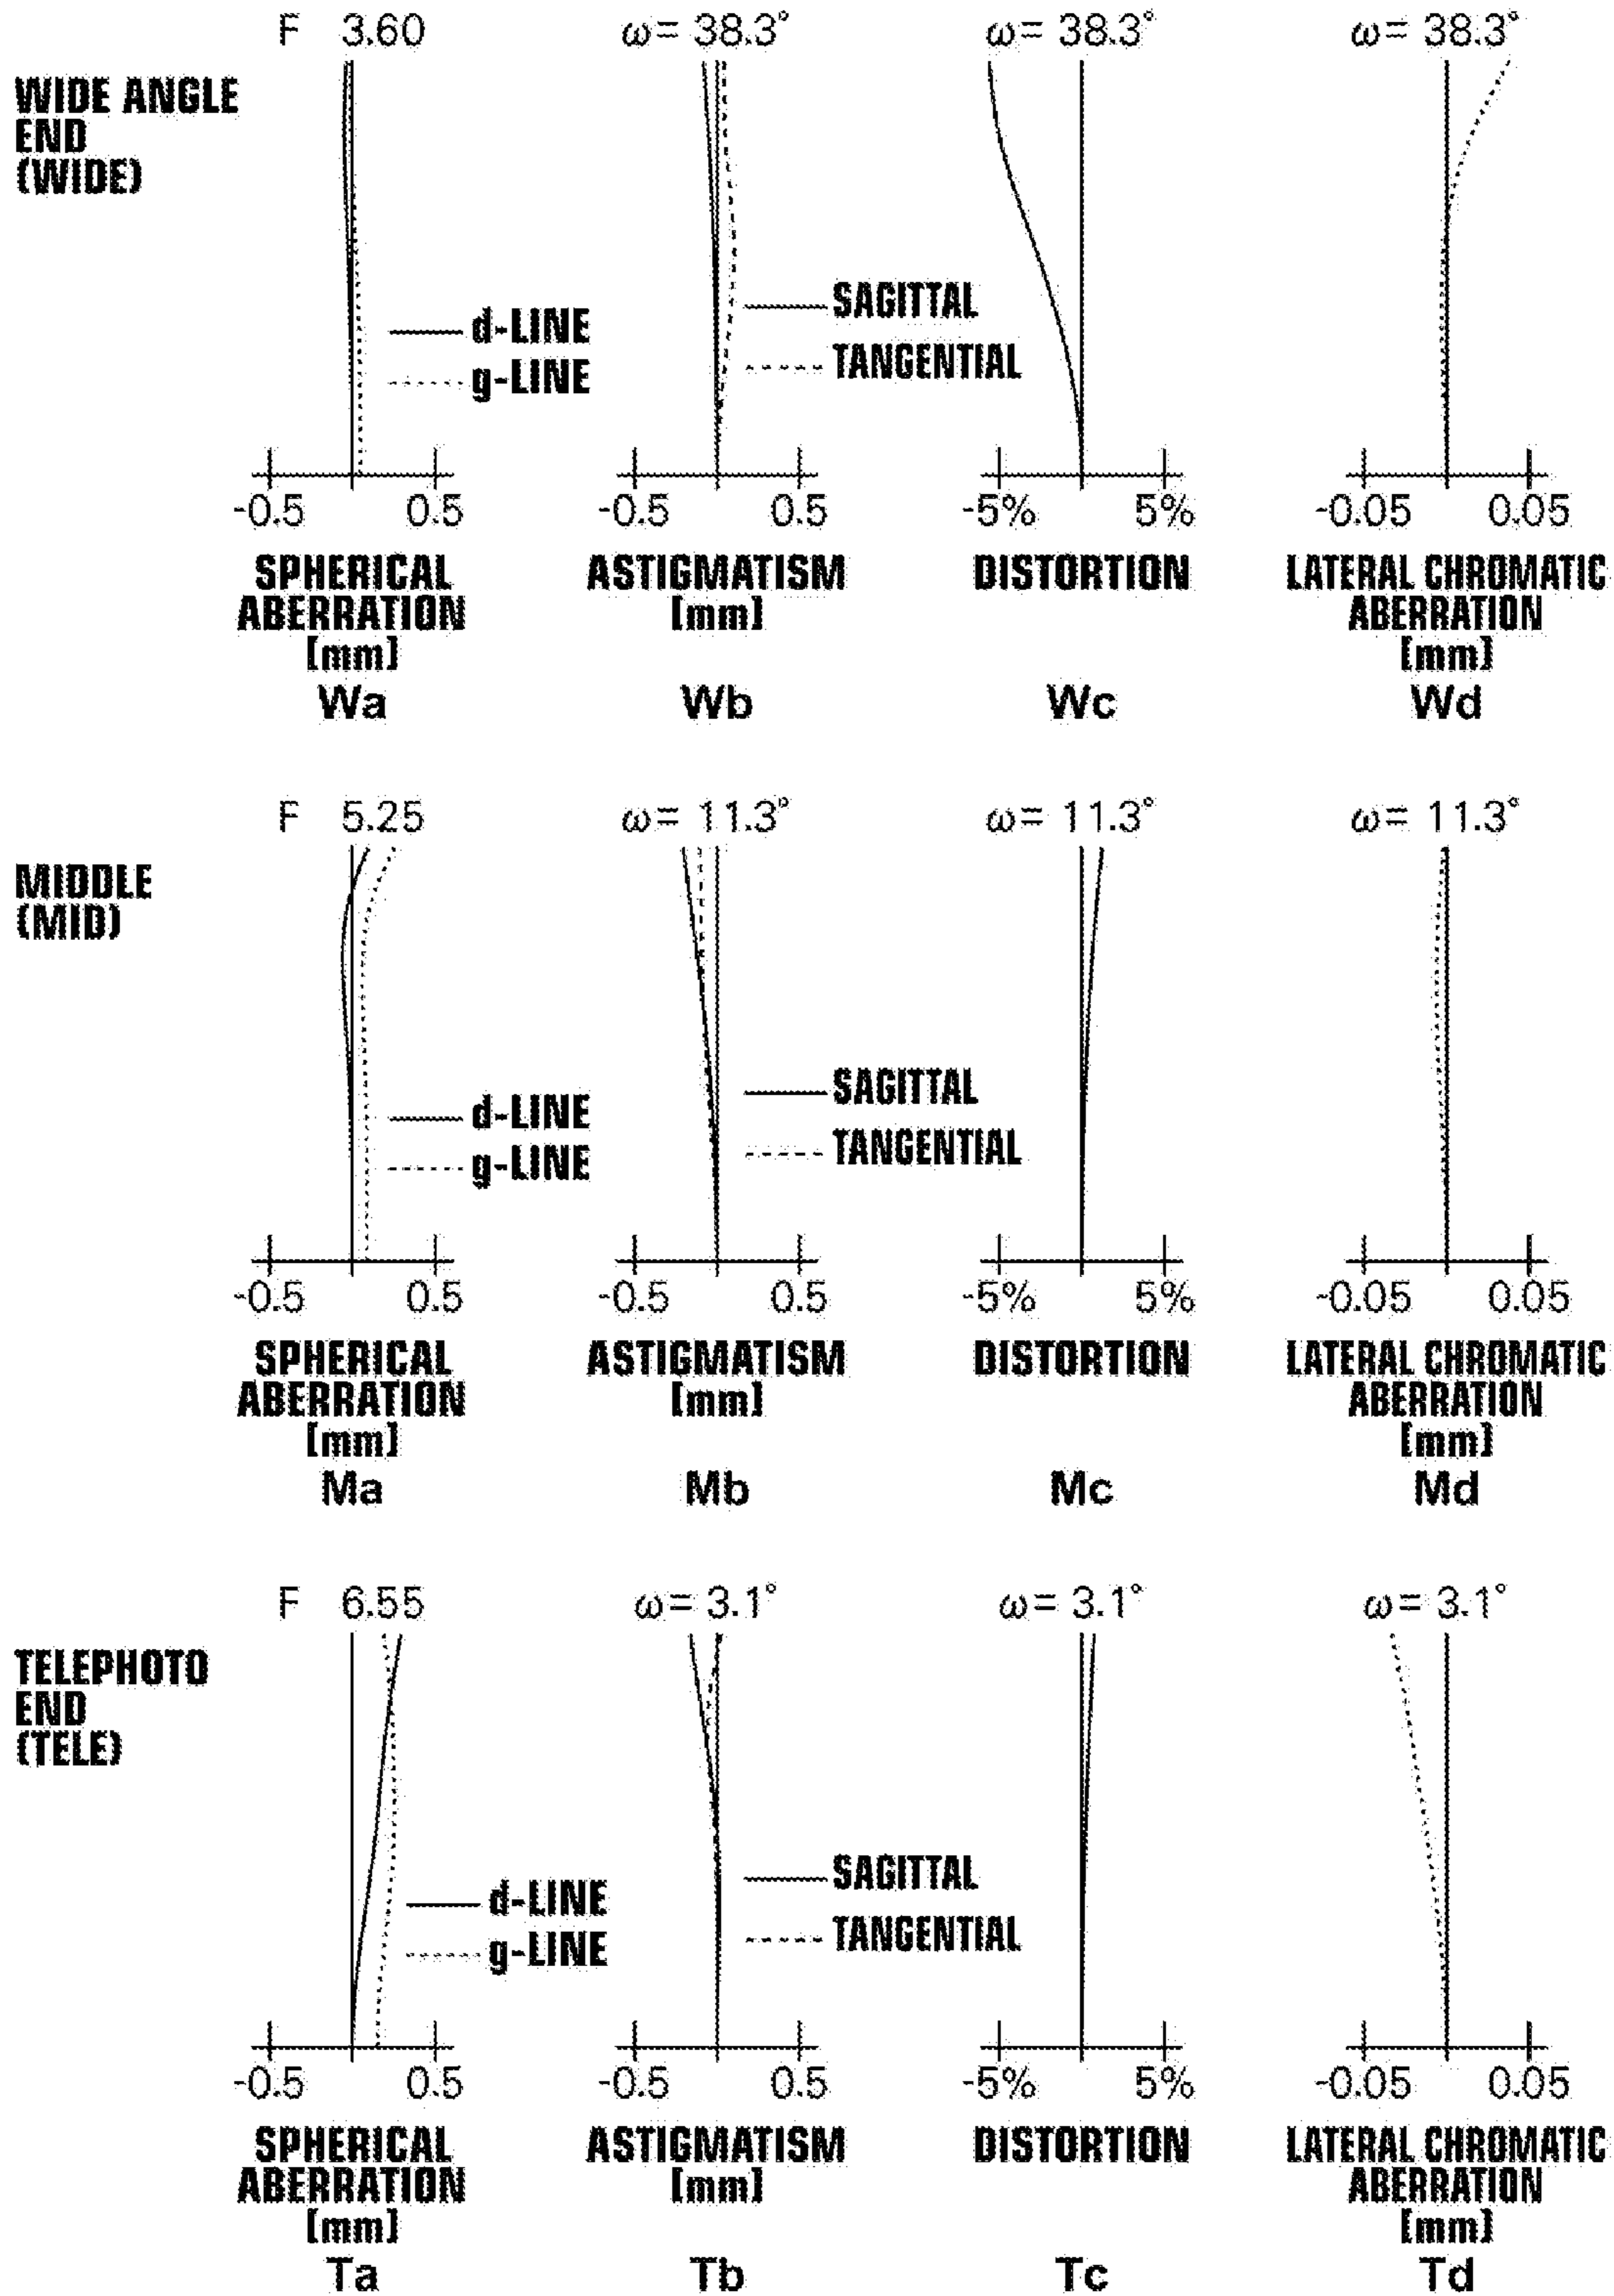 F 3.60 ω= 38.3° ω= 38.3° ω= 38.3°
WIDE ANGLE
END
(WIDE)
d-LINE
g-LINE
SAGITTAL
TANGENTIAL
-0.5 0.5 -0.5 0.5 -5% 5% -0.05 0.05
SPHERICAL
ABERRATION
[mm]
ASTIGMATISM
[mm]
DISTORTION
LATERAL CHROMATIC
ABERRATION
[mm]
Wa Wb Wc Wd
F 5.25 ω= 11.3° ω= 11.3° ω= 11.3°
MIDDLE
(MID)
d-LINE
g-LINE
SAGITTAL
TANGENTIAL
-0.5 0.5 -0.5 0.5 -5% 5% -0.05 0.05
SPHERICAL
ABERRATION
[mm]
ASTIGMATISM
[mm]
DISTORTION
LATERAL CHROMATIC
ABERRATION
[mm]
Ma Mb Mc Md
F 6.55 ω= 3.1° ω= 3.1° ω= 3.1°
TELEPHOTO
END
(TELE)
d-LINE
g-LINE
SAGITTAL
TANGENTIAL
-0.5 0.5 -0.5 0.5 -5% 5% -0.05 0.05
SPHERICAL
ABERRATION
[mm]
ASTIGMATISM
[mm]
DISTORTION
LATERAL CHROMATIC
ABERRATION
[mm]
Ta Tb Tc Td